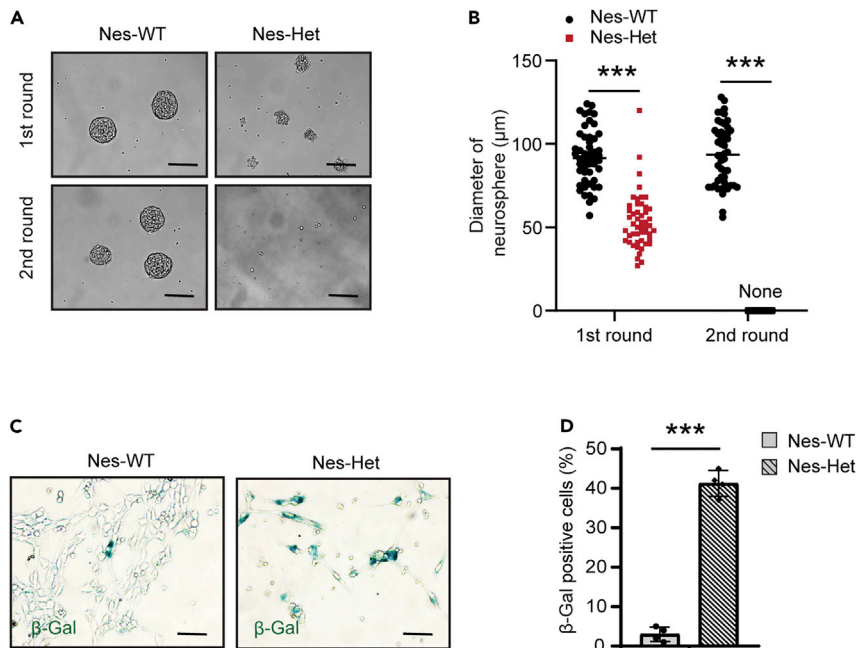 A
Nes-WT
Nes-Het
1st round
2nd round
B
Nes-WT
Nes-Het
Diameter of
neurosphere (µm)
150
100
50
0
***
***
None
1st round
2nd round
C
Nes-WT
Nes-Het
β-Gal
β-Gal
D
***
Nes-WT
Nes-Het
β-Gal positive cells (%)
50
40
30
20
10
0